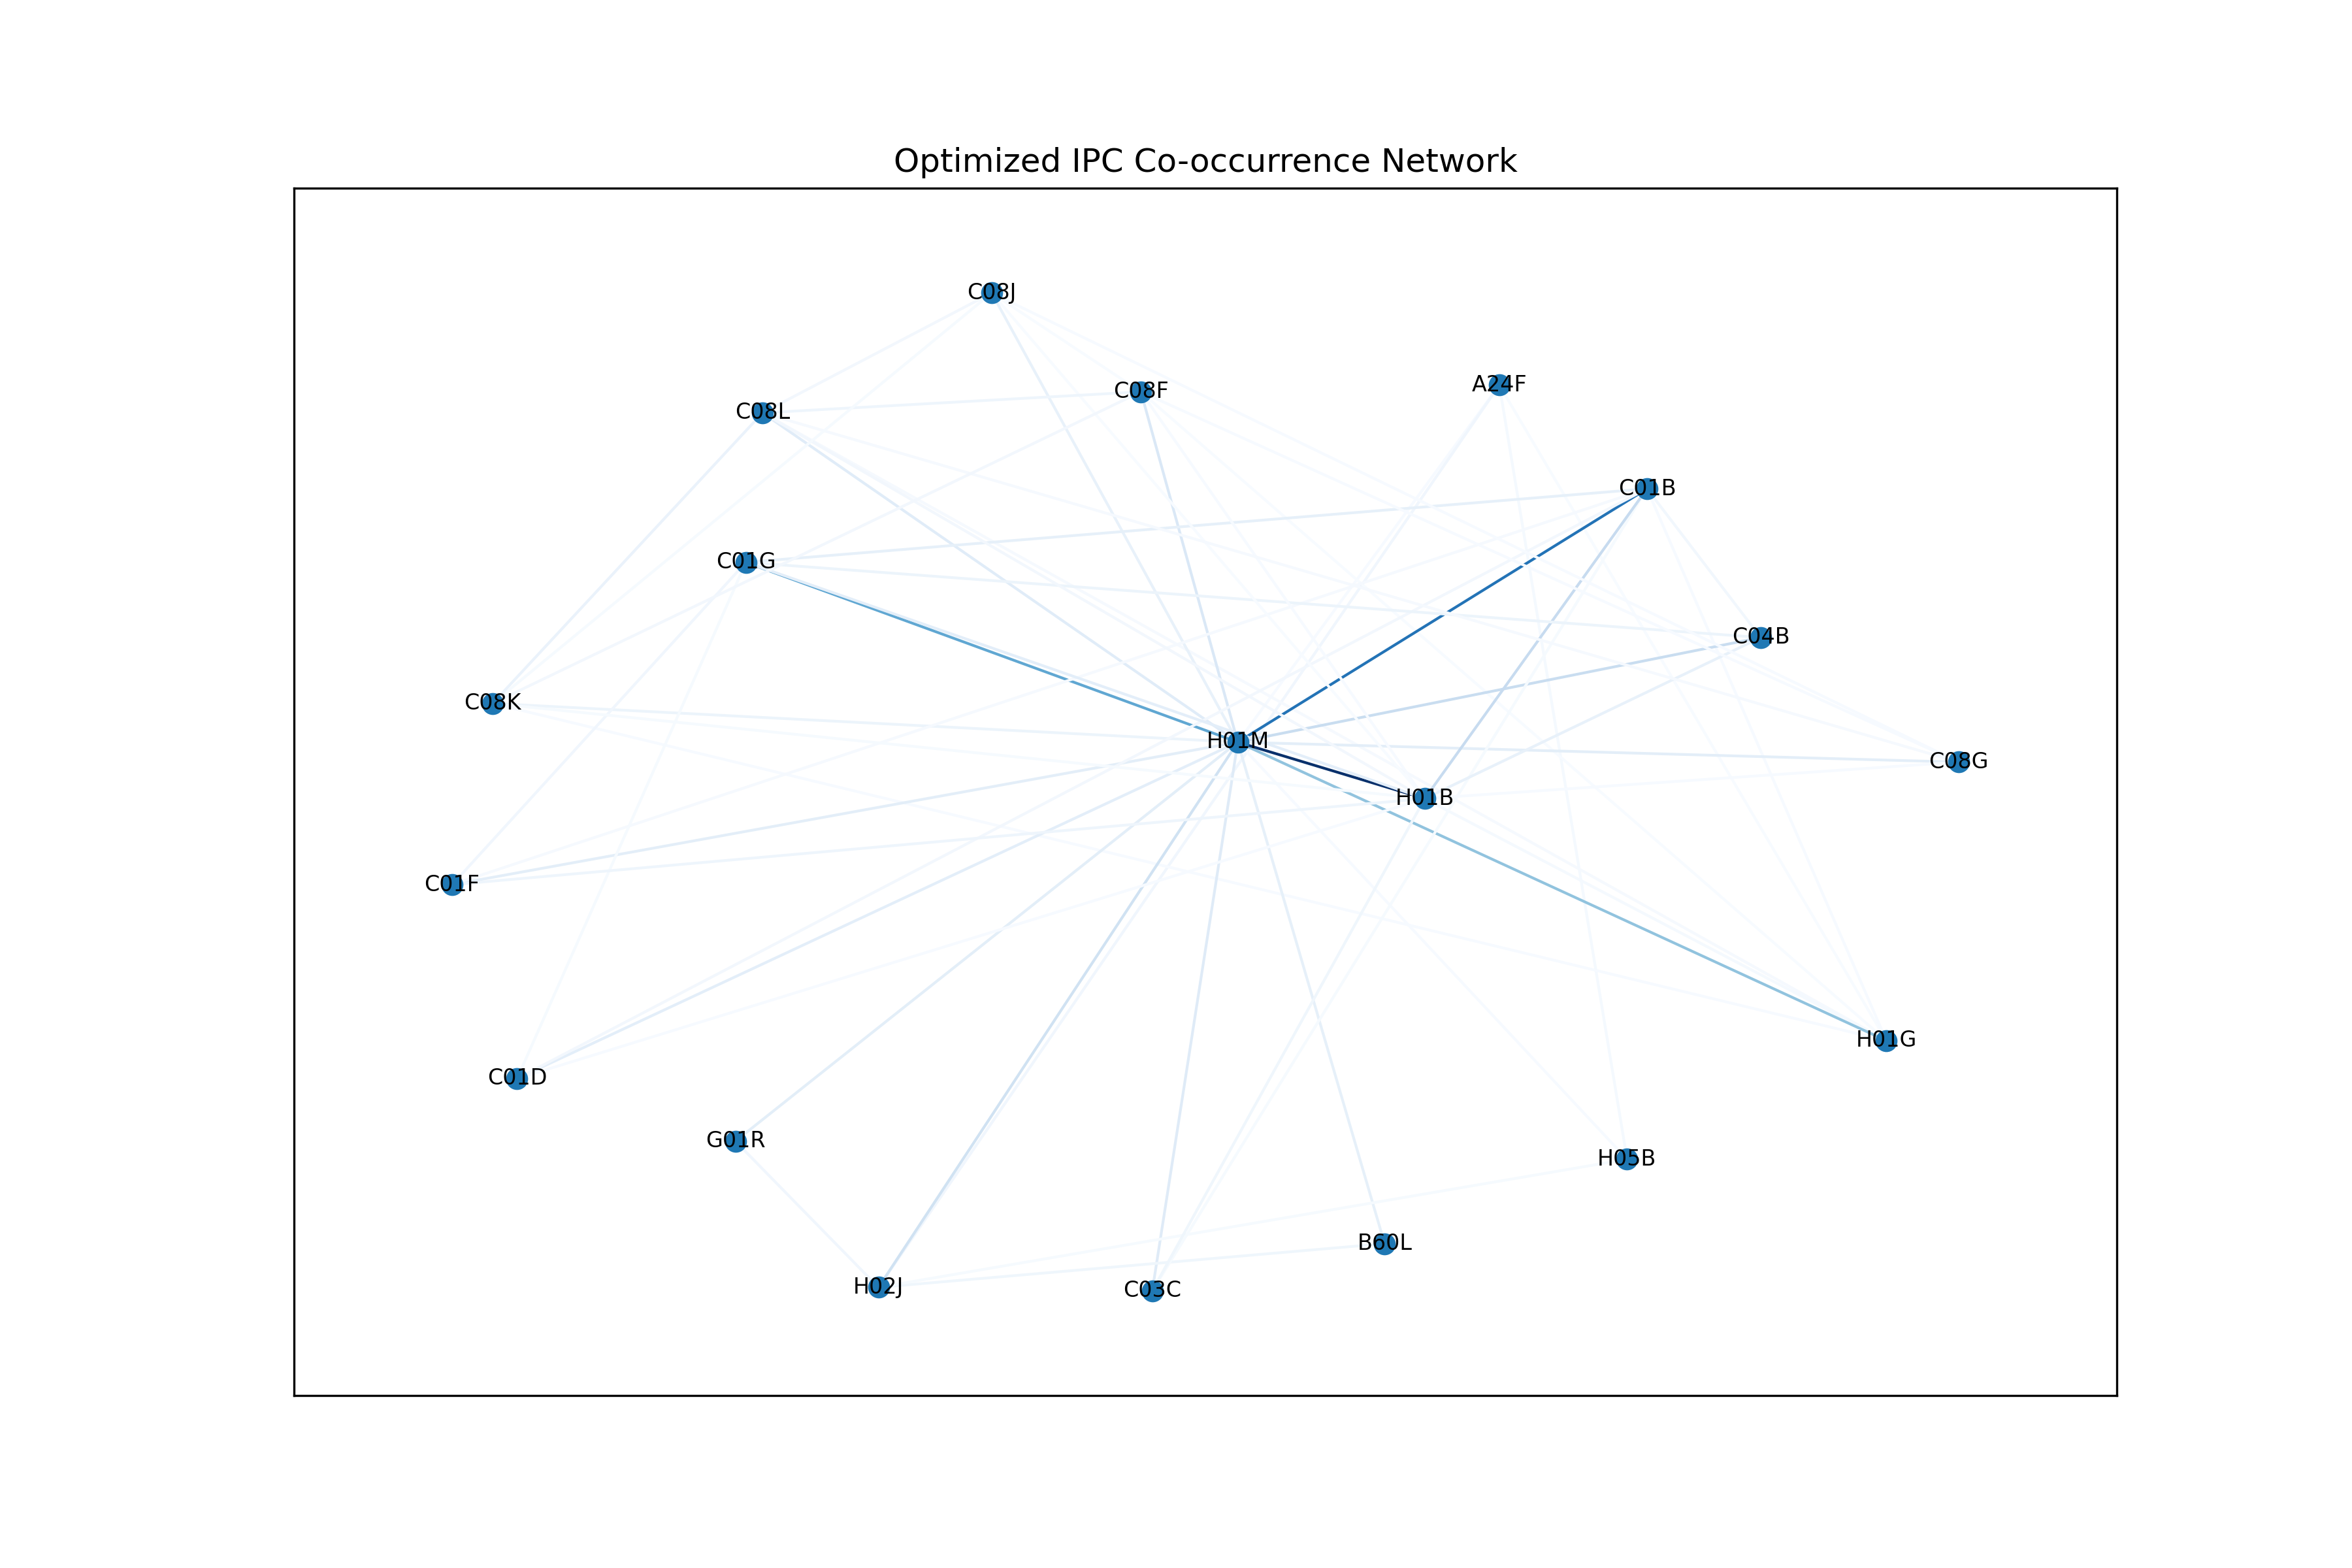 Optimized IPC Co-occurrence Network
C08J
C08F
A24F
C08L
C01B
C01G
C04B
C08K
H01M
C08G
H01B
C01F
H01G
C01D
G01R
H05B
B60L
H02J
C03C